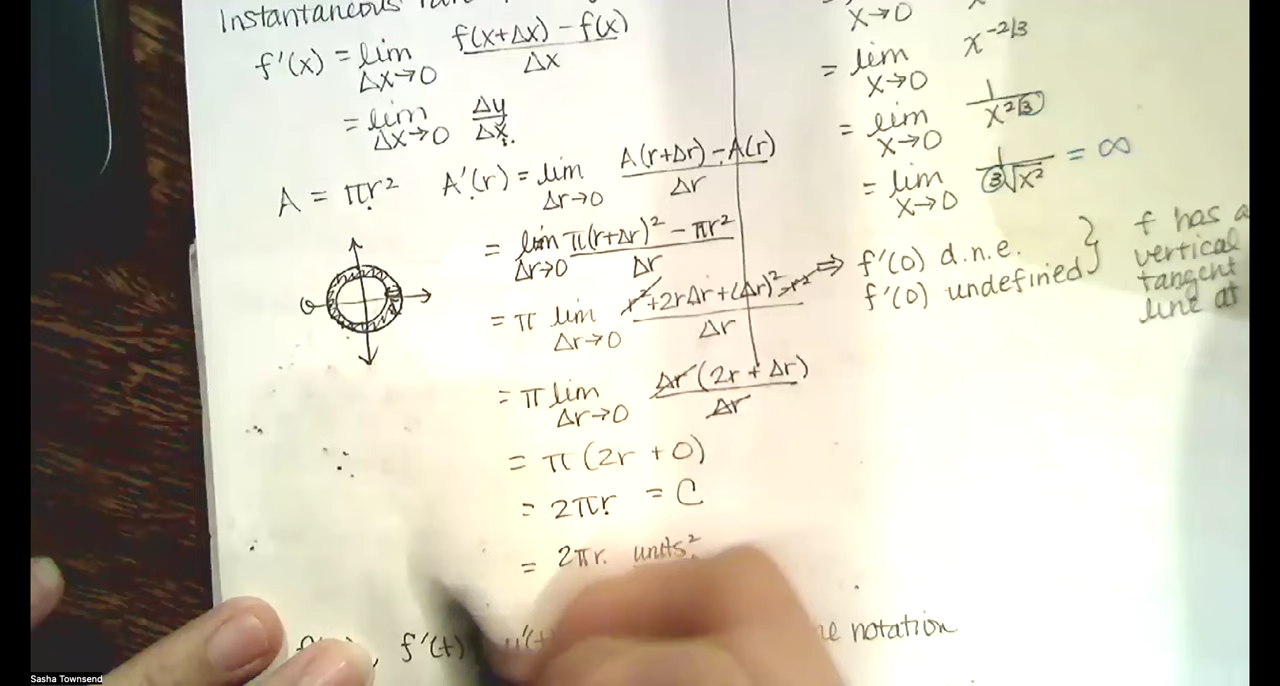 Instantaneous
f'(x) = lim Δx→0 f(x+Δx) - f(x) / Δx
= lim Δx→0 Δy / Δx
A = πr² A'(r) = lim Δr→0 A(r+Δr) - A(r) / Δr
= lim Δr→0 π(r+Δr)² - πr² / Δr
= π lim Δr→0 r² + 2rΔr + (Δr)² - r² / Δr
= π lim Δr→0 Δr(2r + Δr) / Δr
= π (2r + 0)
= 2πr = C
= 2πr units²
f'(t)
notation
x→0
= lim x→0 x^-2/3
= lim x→0 1 / x^2/3
= lim x→0 1 / ³√x² = ∞
⇒ f'(0) d.n.e.
f'(0) undefined
f has a
vertical
tangent
line at
Sasha Townsend